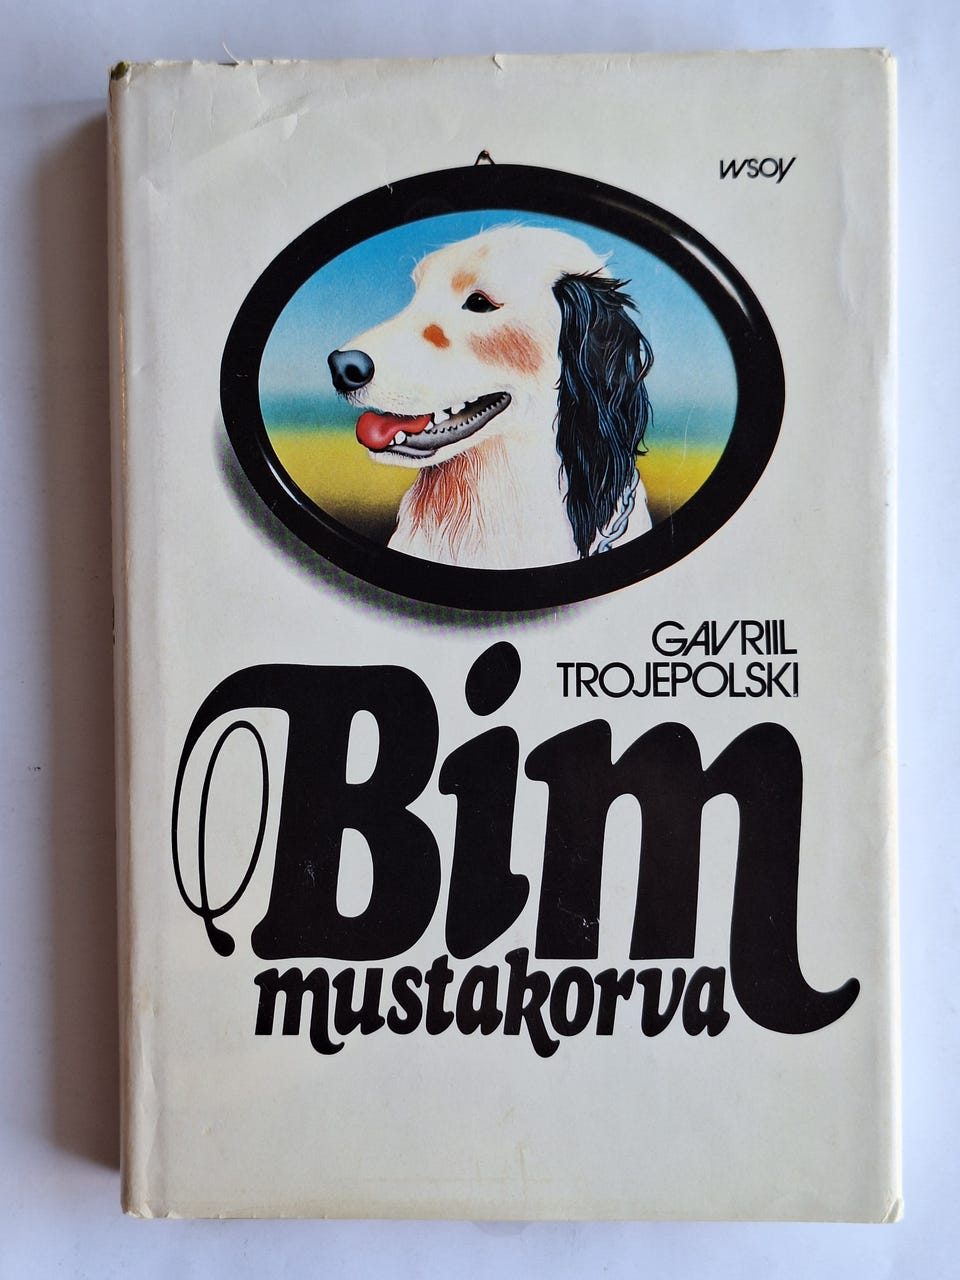 WSOY
GAVRIIL
TROJEPOLSKI
Bim
mustakorva